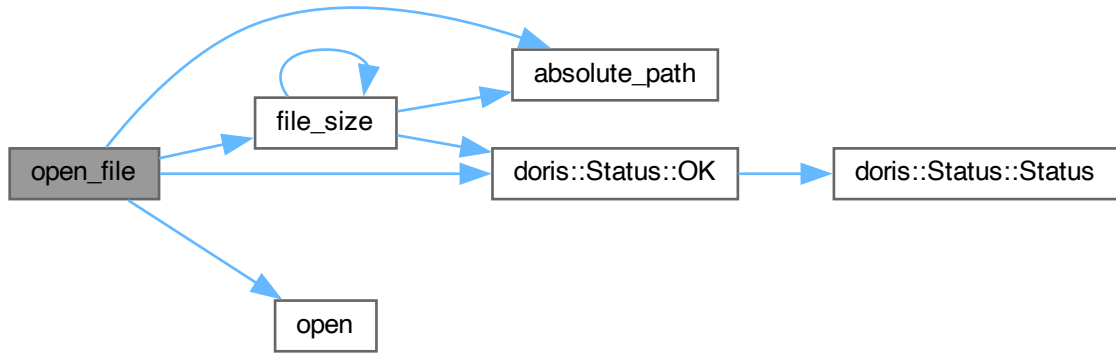 open_file
file_size
open
absolute_path
doris::Status::OK
doris::Status::Status